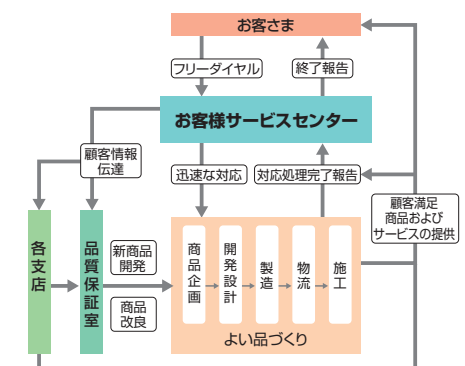 お客さま
フリーダイヤル
終了報告
お客様サービスセンター
顧客情報
伝達
迅速な対応
対応処理完了報告
顧客満足
商品および
サービスの提供
各支店
品質保証室
新商品
開発
商品
改良
商品企画
開発設計
製造
物流
施工
よい品づくり